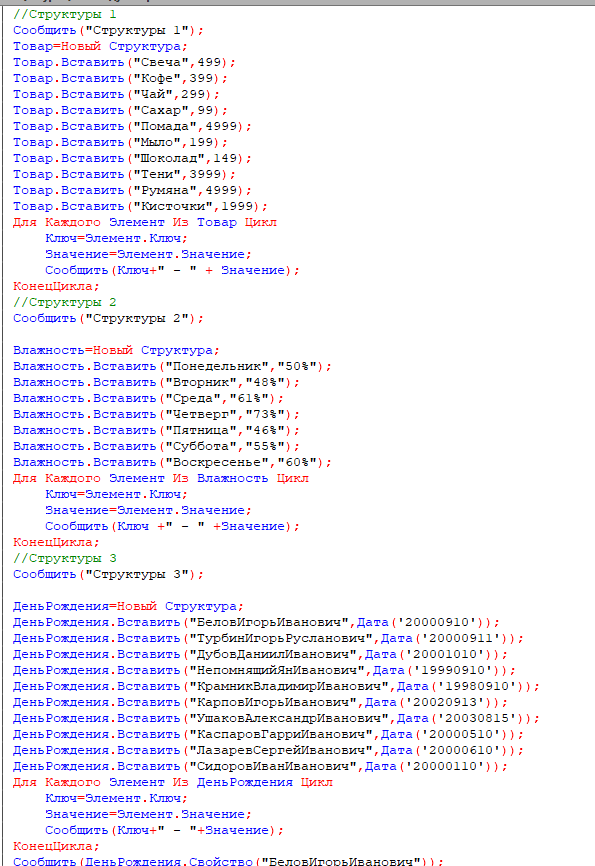 //Структуры 1
Сообщить("Структуры 1");
Товар=Новый Структура;
Товар.Вставить("Свеча",499);
Товар.Вставить("Кофе",399);
Товар.Вставить("Чай",299);
Товар.Вставить("Сахар",99);
Товар.Вставить("Помада",4999);
Товар.Вставить("Мыло",199);
Товар.Вставить("Шоколад",149);
Товар.Вставить("Тени",3999);
Товар.Вставить("Румяна",4999);
Товар.Вставить("Кисточки",1999);
Для Каждого Элемент Из Товар Цикл
    Ключ=Элемент.Ключ;
    Значение=Элемент.Значение;
    Сообщить(Ключ+" - " + Значение);
КонецЦикла;
//Структуры 2
Сообщить("Структуры 2");

Влажность=Новый Структура;
Влажность.Вставить("Понедельник","50%");
Влажность.Вставить("Вторник","48%");
Влажность.Вставить("Среда","61%");
Влажность.Вставить("Четверг","73%");
Влажность.Вставить("Пятница","46%");
Влажность.Вставить("Суббота","55%");
Влажность.Вставить("Воскресенье","60%");
Для Каждого Элемент Из Влажность Цикл
    Ключ=Элемент.Ключ;
    Значение=Элемент.Значение;
    Сообщить(Ключ +" - " +Значение);
КонецЦикла;
//Структуры 3
Сообщить("Структуры 3");

ДеньРождения=Новый Структура;
ДеньРождения.Вставить("БеловИгорьИванович",Дата('20000910'));
ДеньРождения.Вставить("ТурбинИгорьРусланович",Дата('20000911'));
ДеньРождения.Вставить("ДубовДаниилИванович",Дата('20001010'));
ДеньРождения.Вставить("НепомнящийЯнИванович",Дата('19990910'));
ДеньРождения.Вставить("КрамникВладимирИванович",Дата('19980910'));
ДеньРождения.Вставить("КарповИгорьИванович",Дата('20020913'));
ДеньРождения.Вставить("УшаковАлександрИванович",Дата('20030815'));
ДеньРождения.Вставить("КаспаровГарриИванович",Дата('20000510'));
ДеньРождения.Вставить("ЛазаревСергейИванович",Дата('20000610'));
ДеньРождения.Вставить("СидоровИванИванович",Дата('20000110'));
Для Каждого Элемент Из ДеньРождения Цикл
    Ключ=Элемент.Ключ;
    Значение=Элемент.Значение;
    Сообщить(Ключ+" - "+Значение);
КонецЦикла;
Сообщить(ДеньРождения.Свойство("БеловИгорьИванович"));